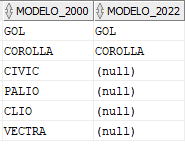 MODELO_2000 MODELO_2022
GOL GOL
COROLLA COROLLA
CIVIC (null)
PALIO (null)
CLIO (null)
VECTRA (null)